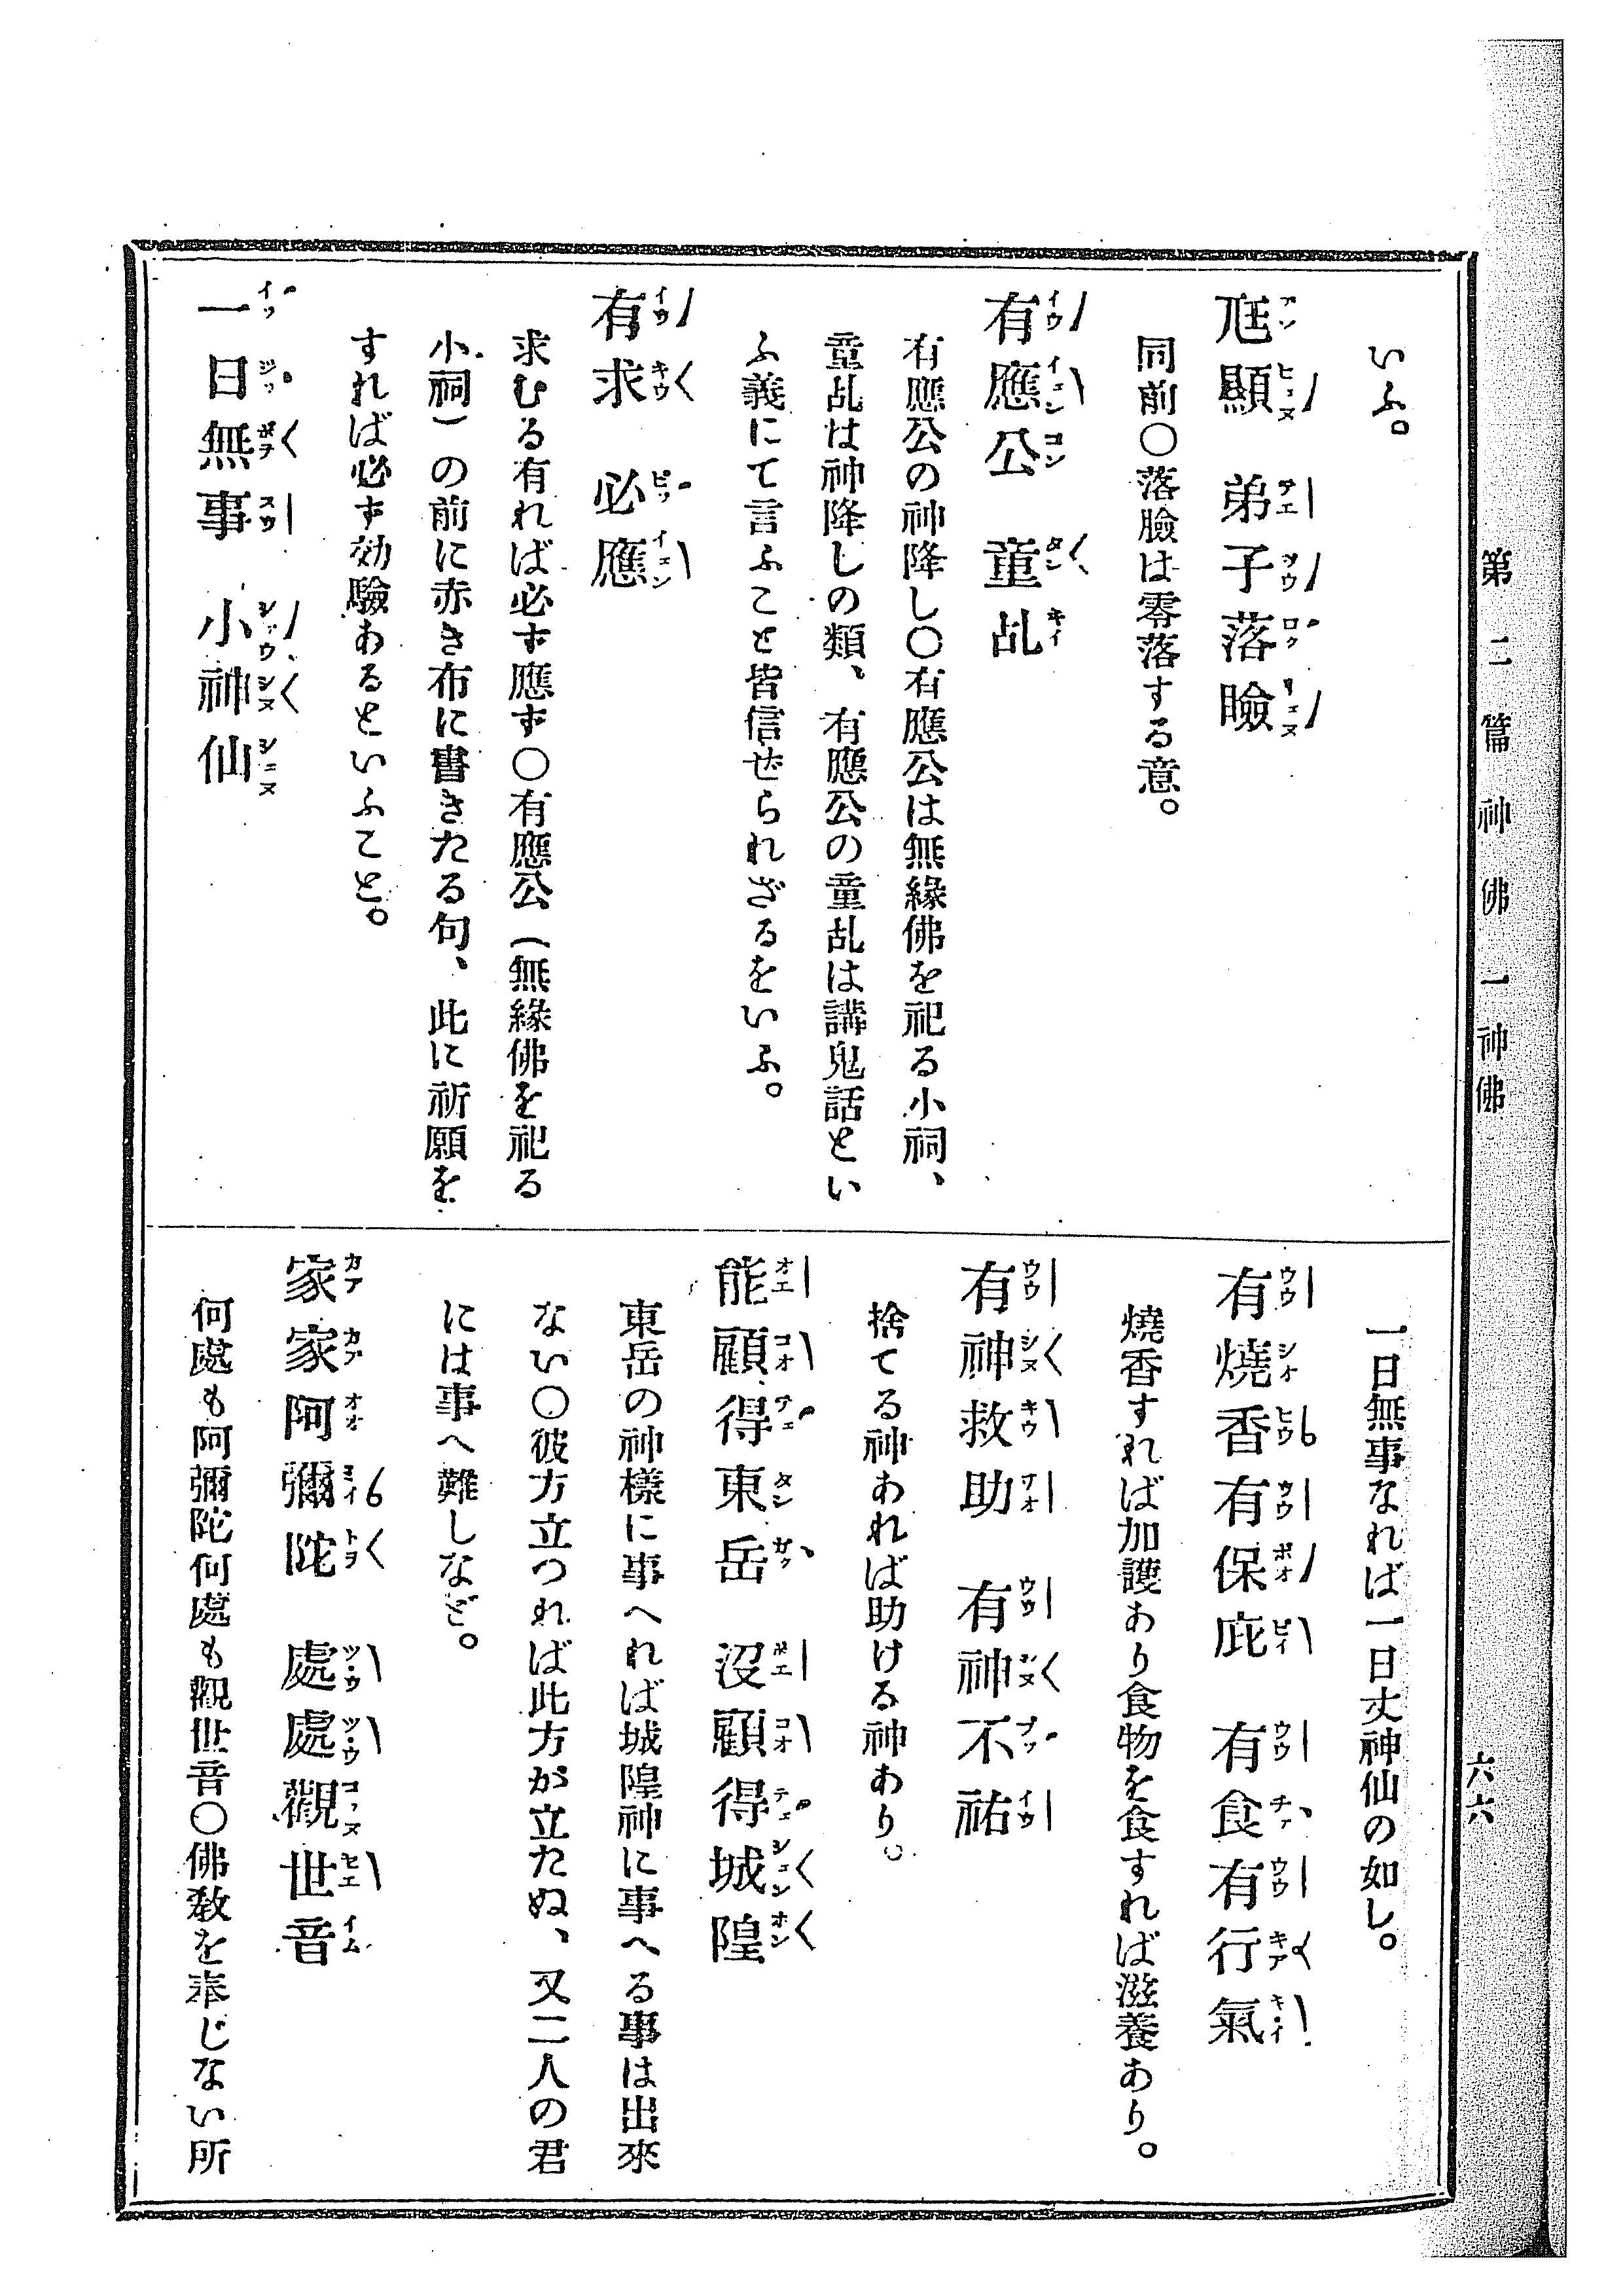 第二篇 神佛 一 神佛
六六
いふ。
尫顯 弟子落臉
同前〇落臉は零落する意。
有應公 童乩
有應公の神降し〇有應公は無緣佛を祀る小祠、
童乩は神降しの類、有應公の童乩は講鬼話とい
ふ義にて言ふこと皆信ぜられざるをいふ。
有求 必應
求むる有れば必ず應ず〇有應公(無緣佛を祀る
小祠)の前に赤き布に書きたる句、此に祈願を
すれば必ず効驗あるといふこと。
一日無事 小神仙
一日無事なれば一日丈神仙の如し。
有燒香有保庇 有食有行氣
燒香すれば加護あり食物を食すれば滋養あり。
有神救助 有神不祐
捨てる神あれば助ける神あり。
能顧得東岳 沒顧得城隍
東岳の神樣に事へれば城隍神に事へる事は出來
ない〇彼方立つれば此方が立たぬ、又二人の君
には事へ難しなど。
家家阿彌陀 處處觀世音
何處も阿彌陀何處も觀世音〇佛敎を奉じない所